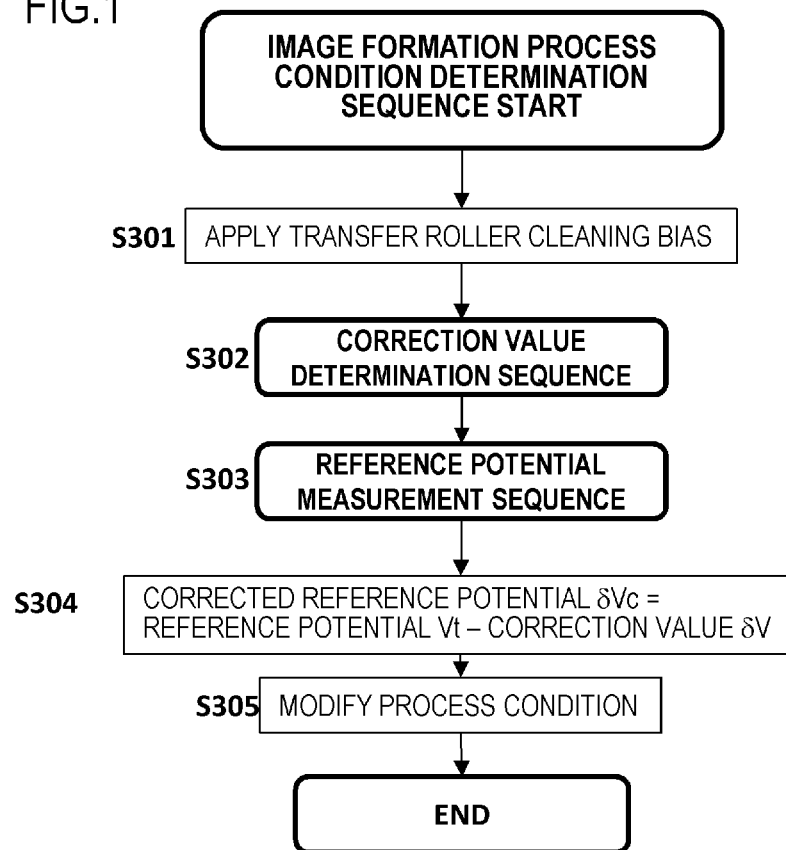 FIG.1
IMAGE FORMATION PROCESS
CONDITION DETERMINATION
SEQUENCE START
S301 APPLY TRANSFER ROLLER CLEANING BIAS
S302 CORRECTION VALUE
DETERMINATION SEQUENCE
S303 REFERENCE POTENTIAL
MEASUREMENT SEQUENCE
S304 CORRECTED REFERENCE POTENTIAL δVc =
REFERENCE POTENTIAL Vt – CORRECTION VALUE δV
S305 MODIFY PROCESS CONDITION
END